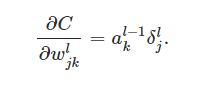 ∂C/∂w^l_{jk} = a^{l-1}_k δ^l_j.